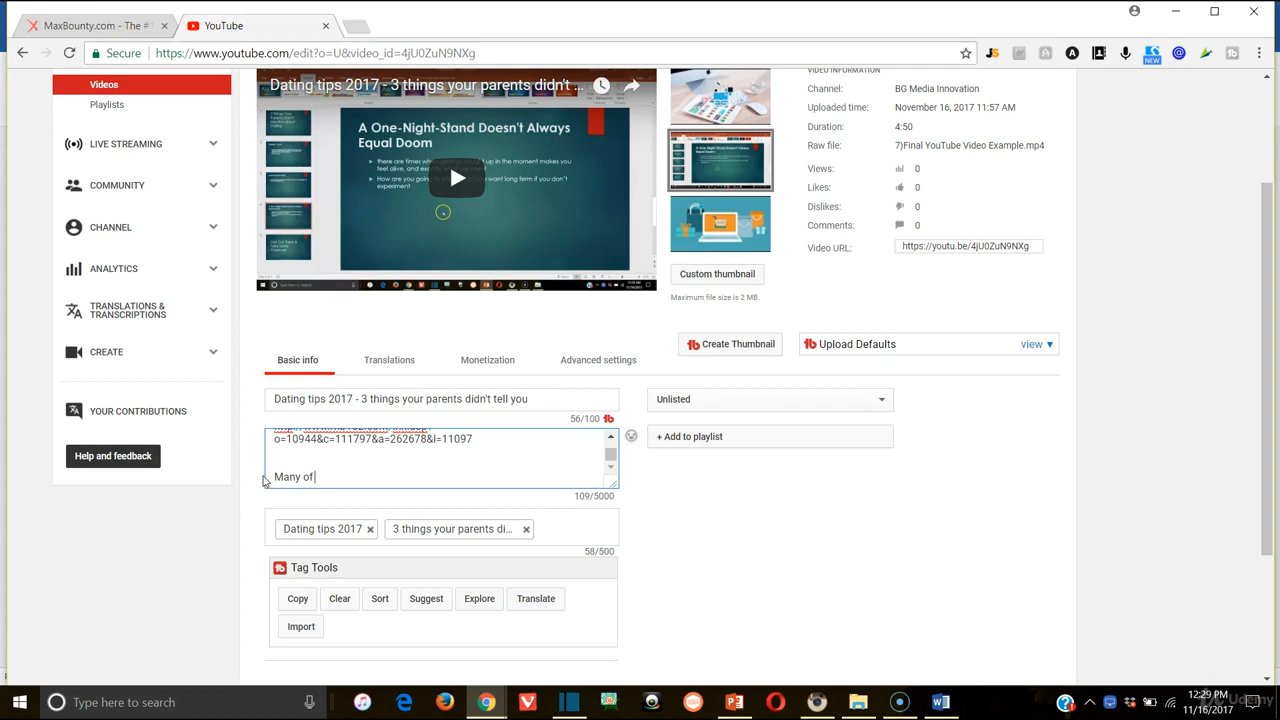 MaxBounty.com - The #1
YouTube
Secure
https://www.youtube.com/edit?o=U&video_id=4jU0ZuN9NXg
JS
A
NEW
Videos
Playlists
LIVE STREAMING
COMMUNITY
CHANNEL
ANALYTICS
TRANSLATIONS &
TRANSCRIPTIONS
CREATE
YOUR CONTRIBUTIONS
Help and feedback
Dating tips 2017 - 3 things your parents didn't ...
A One-Night-Stand Doesn't Always
Equal Doom
VIDEO INFORMATION
Channel: BG Media Innovation
Uploaded time: November 16, 2017 11:57 AM
Duration: 4:50
Raw file: 7)Final YouTube Video Example.mp4
Views: 0
Likes: 0
Dislikes: 0
Comments: 0
Video URL: https://youtu.be/4jU0ZuN9NXg
Custom thumbnail
Maximum file size is 2 MB.
Create Thumbnail
Upload Defaults
view ▼
Basic info
Translations
Monetization
Advanced settings
Dating tips 2017 - 3 things your parents didn't tell you
56/100
Unlisted
o=10944&c=111797&a=262678&l=11097
Many of
109/5000
+ Add to playlist
Dating tips 2017
3 things your parents di...
58/500
Tag Tools
Copy
Clear
Sort
Suggest
Explore
Translate
Import
Type here to search
12:29 PM
11/16/2017
Udemy